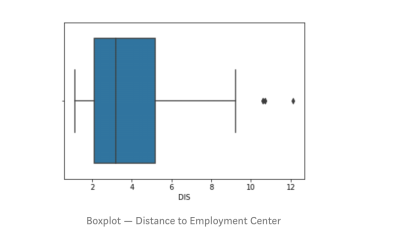 2 4 6 8 10 12
DIS
Boxplot — Distance to Employment Center